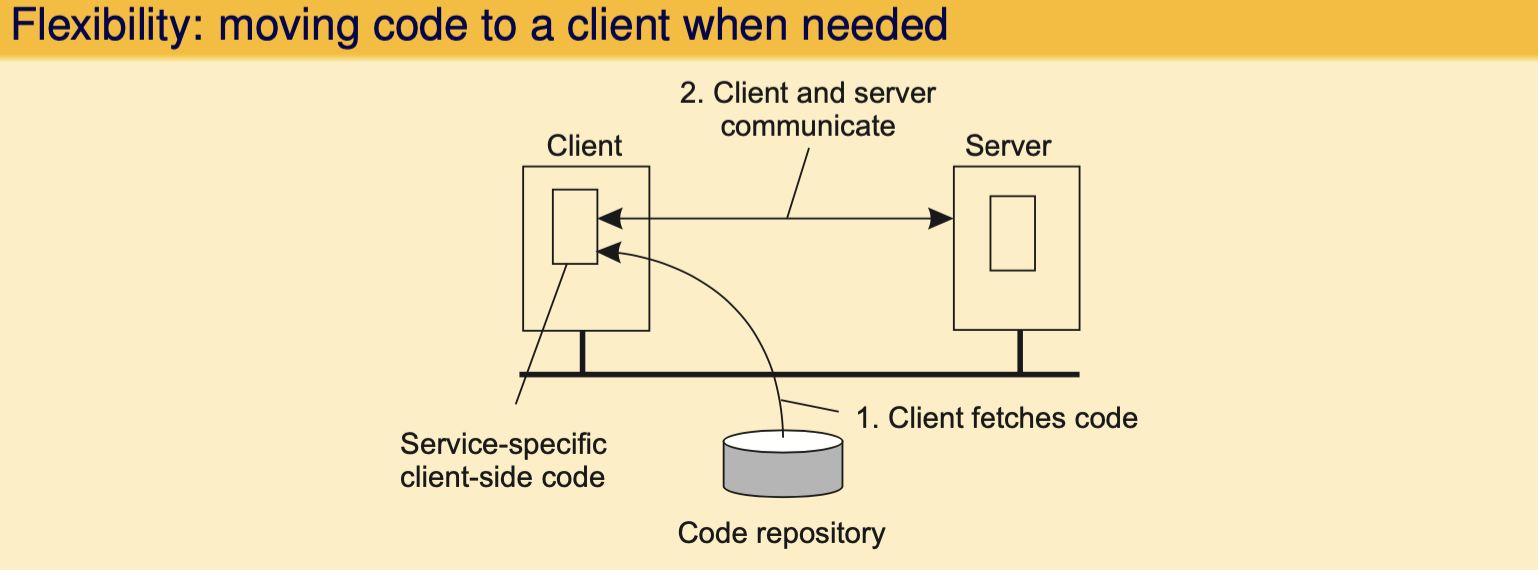 Flexibility: moving code to a client when needed
2. Client and server
communicate
Client
Server
1. Client fetches code
Service-specific
client-side code
Code repository